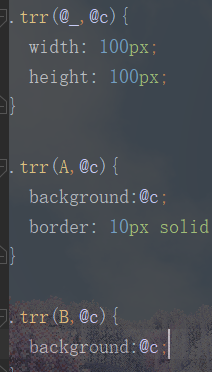 .trr(@_,@c){
width: 100px;
height: 100px;
}
.trr(A,@c){
background:@c;
border: 10px solid
}
.trr(B,@c){
background:@c;